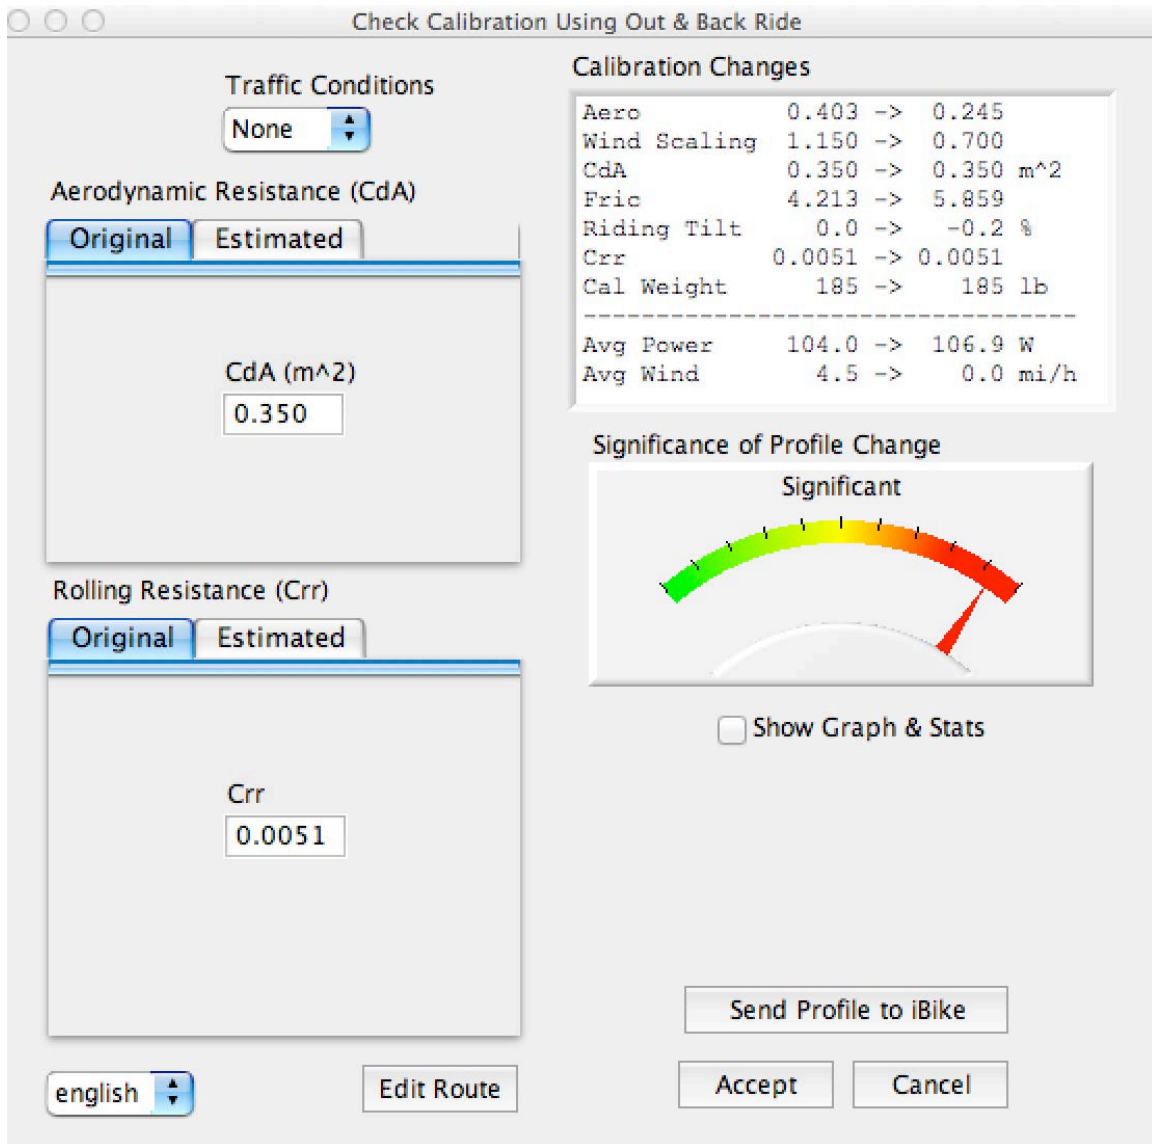 Check Calibration Using Out & Back Ride
Traffic Conditions
None
Aerodynamic Resistance (CdA)
Original Estimated
CdA (m^2)
0.350
Rolling Resistance (Crr)
Original Estimated
Crr
0.0051
english
Edit Route
Calibration Changes
Aero 0.403 -> 0.245
Wind Scaling 1.150 -> 0.700
CdA 0.350 -> 0.350 m^2
Fric 4.213 -> 5.859
Riding Tilt 0.0 -> -0.2 %
Crr 0.0051 -> 0.0051
Cal Weight 185 -> 185 lb
----------------------------------
Avg Power 104.0 -> 106.9 W
Avg Wind 4.5 -> 0.0 mi/h
Significance of Profile Change
Significant
Show Graph & Stats
Send Profile to iBike
Accept Cancel